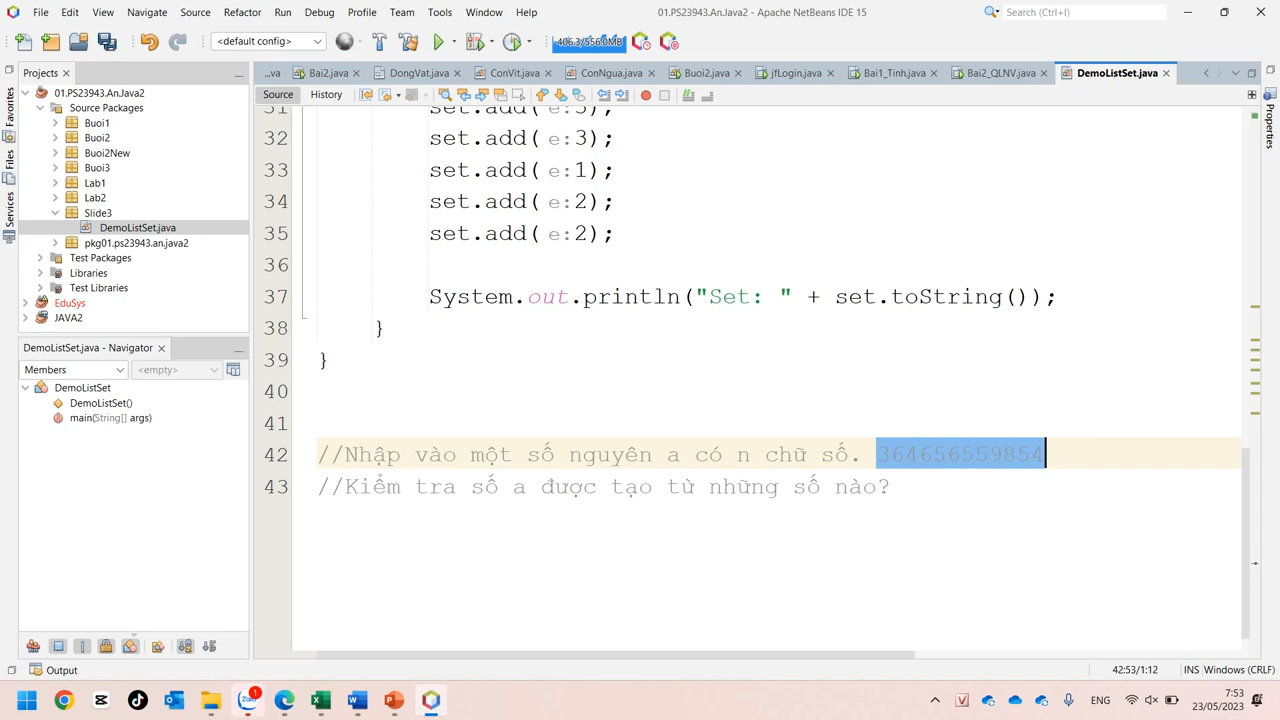 File Edit View Navigate Source Refactor Run Debug Profile Team Tools Window Help
01.PS23943.An.Java2 - Apache NetBeans IDE 15
Search (Ctrl+I)
<default config>
406.3/556.0MB
Projects
...va Bai2.java DongVat.java ConVit.java ConNgua.java Buoi2.java jfLogin.java Bai1_Tinh.java Bai2_QLNV.java DemoListSet.java
Source History
Favorites
Files
Services
Properties
01.PS23943.An.Java2
Source Packages
Buoi1
Buoi2
Buoi2New
Buoi3
Lab1
Lab2
Slide3
DemoListSet.java
pkg01.ps23943.an.java2
Test Packages
Libraries
Test Libraries
EduSys
JAVA2
DemoListSet.java - Navigator
Members <empty>
DemoListSet
DemoListSet()
main(String[] args)
32 set.add( e:3);
33 set.add( e:1);
34 set.add( e:2);
35 set.add( e:2);
36
37 System.out.println("Set: " + set.toString());
38 }
39 }
40
41
42 //Nhập vào một số nguyên a có n chữ số. 364656559854
43 //Kiểm tra số a được tạo từ những số nào?
Output
42:53/1:12 INS Windows (CRLF)
Zalo 1
ENG
7:53
23/05/2023